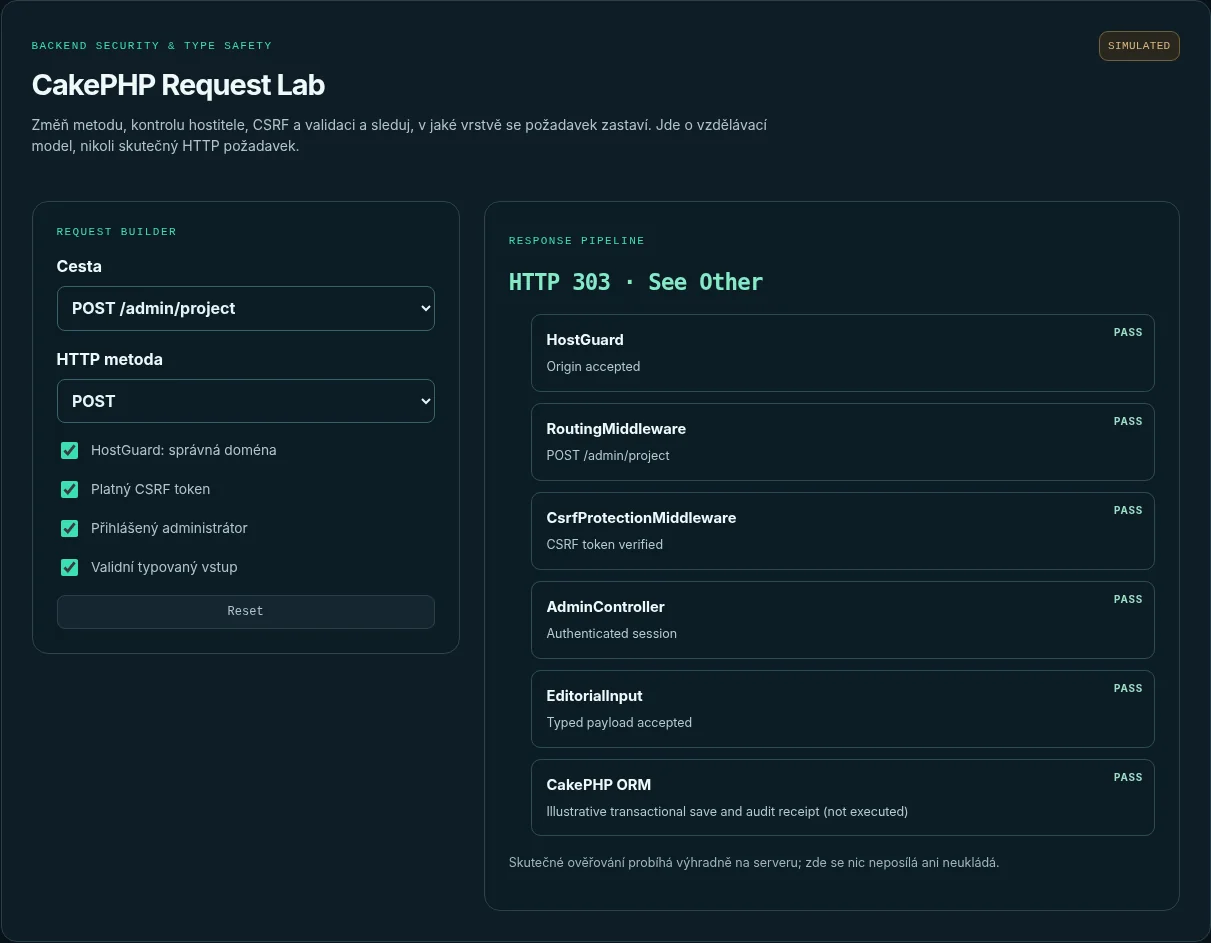 BACKEND SECURITY & TYPE SAFETY
SIMULATED
CakePHP Request Lab
Změň metodu, kontrolu hostitele, CSRF a validaci a sleduj, v jaké vrstvě se požadavek zastaví. Jde o vzdělávací
model, nikoli skutečný HTTP požadavek.
REQUEST BUILDER
Cesta
POST /admin/project
HTTP metoda
POST
HostGuard: správná doména
Platný CSRF token
Přihlášený administrátor
Validní typovaný vstup
Reset
RESPONSE PIPELINE
HTTP 303 · See Other
HostGuard
PASS
Origin accepted
RoutingMiddleware
PASS
POST /admin/project
CsrfProtectionMiddleware
PASS
CSRF token verified
AdminController
PASS
Authenticated session
EditorialInput
PASS
Typed payload accepted
CakePHP ORM
PASS
Illustrative transactional save and audit receipt (not executed)
Skutečné ověřování probíhá výhradně na serveru; zde se nic neposílá ani neukládá.